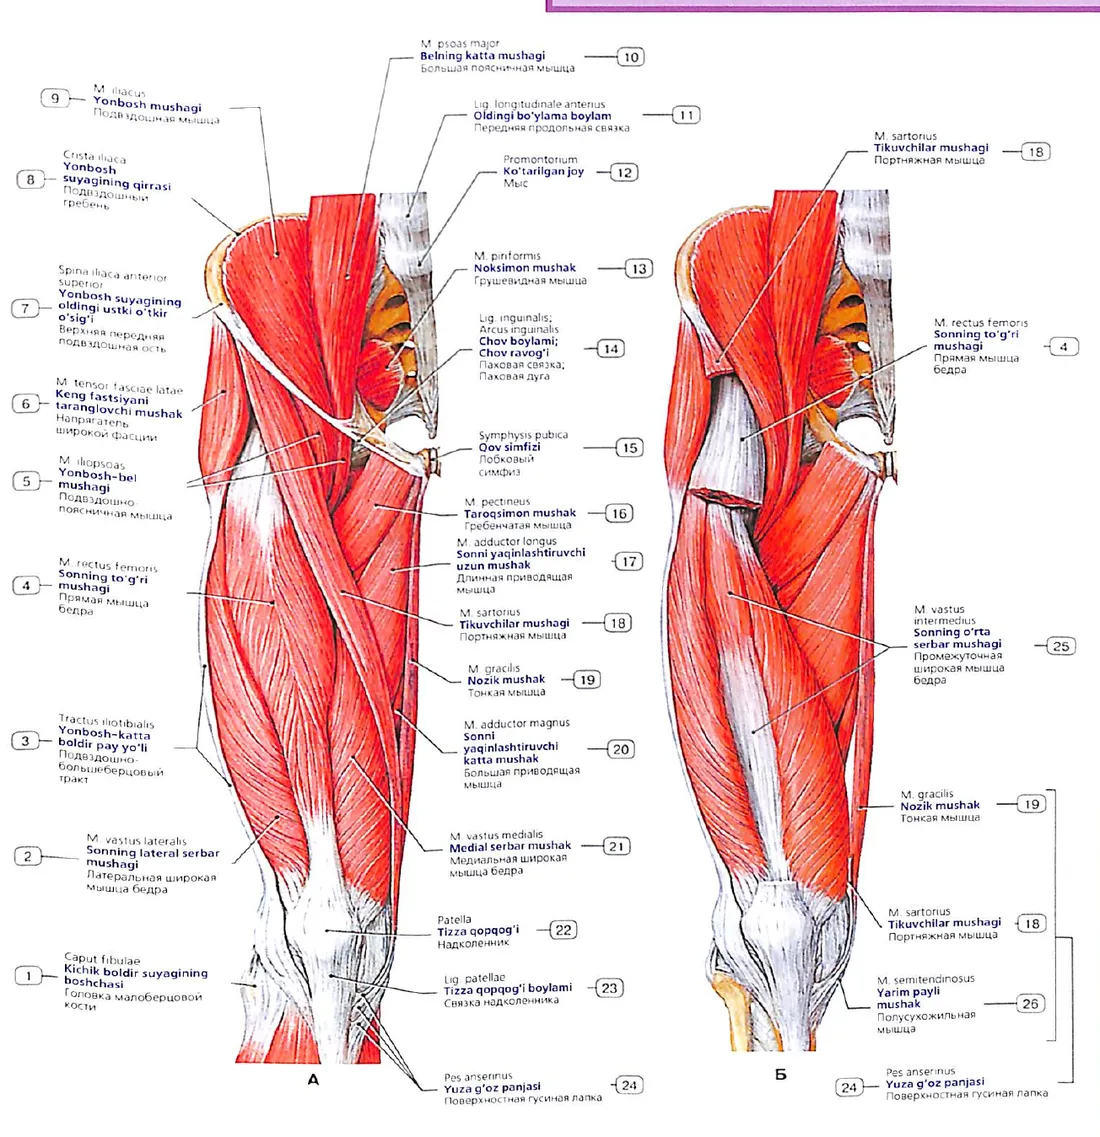 M. psoas major
Belning katta mushagi
Большая поясничная мышца
10
M. iliacus
Yonbosh mushagi
Подвздошная мышца
9
Lig. longitudinale anterius
Oldingi bo'ylama boylam
Передняя продольная связка
11
Crista iliaca
Yonbosh
suyagining qirrasi
Подвздошный
гребень
8
Promontorium
Ko'tarilgan joy
Мыс
12
M. sartorius
Tikuvchilar mushagi
Портняжная мышца
18
Spina iliaca anterior
superior
Yonbosh suyagining
oldingi ustki o'tkir
o'sig'i
Верхняя передняя
подвздошная ость
7
M. piriformis
Noksimon mushak
Грушевидная мышца
13
Lig. inguinalis;
Arcus inguinalis
Chov boylami;
Chov ravog'i
Паховая связка;
Паховая дуга
14
M. rectus femoris
Sonning to'g'ri
mushagi
Прямая мышца
бедра
4
M. tensor fasciae latae
Keng fastsiyani
taranglovchi mushak
Напрягатель
широкой фасции
6
M. iliopsoas
Yonbosh-bel
mushagi
Подвздошно-
поясничная мышца
5
Symphysis pubica
Qov simfizi
Лобковый
симфиз
15
M. pectineus
Taroqsimon mushak
Гребенчатая мышца
16
M. adductor longus
Sonni yaqinlashtiruvchi
uzun mushak
Длинная приводящая
мышца
17
M. rectus femoris
Sonning to'g'ri
mushagi
Прямая мышца
бедра
4
M. sartorius
Tikuvchilar mushagi
Портняжная мышца
18
M. gracilis
Nozik mushak
Тонкая мышца
19
M. vastus
intermedius
Sonning o'rta
serbar mushagi
Промежуточная
широкая мышца
бедра
25
Tractus iliotibialis
Yonbosh-katta
boldir pay yo'li
Подвздошно-
большеберцовый
тракт
3
M. adductor magnus
Sonni
yaqinlashtiruvchi
katta mushak
Большая приводящая
мышца
20
M. vastus lateralis
Sonning lateral serbar
mushagi
Латеральная широкая
мышца бедра
2
M. vastus medialis
Medial serbar mushak
Медиальная широкая
мышца бедра
21
M. gracilis
Nozik mushak
Тонкая мышца
19
Patella
Tizza qopqog'i
Надколенник
22
M. sartorius
Tikuvchilar mushagi
Портняжная мышца
18
Caput fibulae
Kichik boldir suyagining
boshchasi
Головка малоберцовой
кости
1
Lig. patellae
Tizza qopqog'i boylami
Связка надколенника
23
M. semitendinosus
Yarim payli
mushak
Полусухожильная
мышца
26
Pes anserinus
Yuza g'oz panjasi
Поверхностная гусиная лапка
24
Pes anserinus
Yuza g'oz panjasi
Поверхностная гусиная лапка
24
А
Б